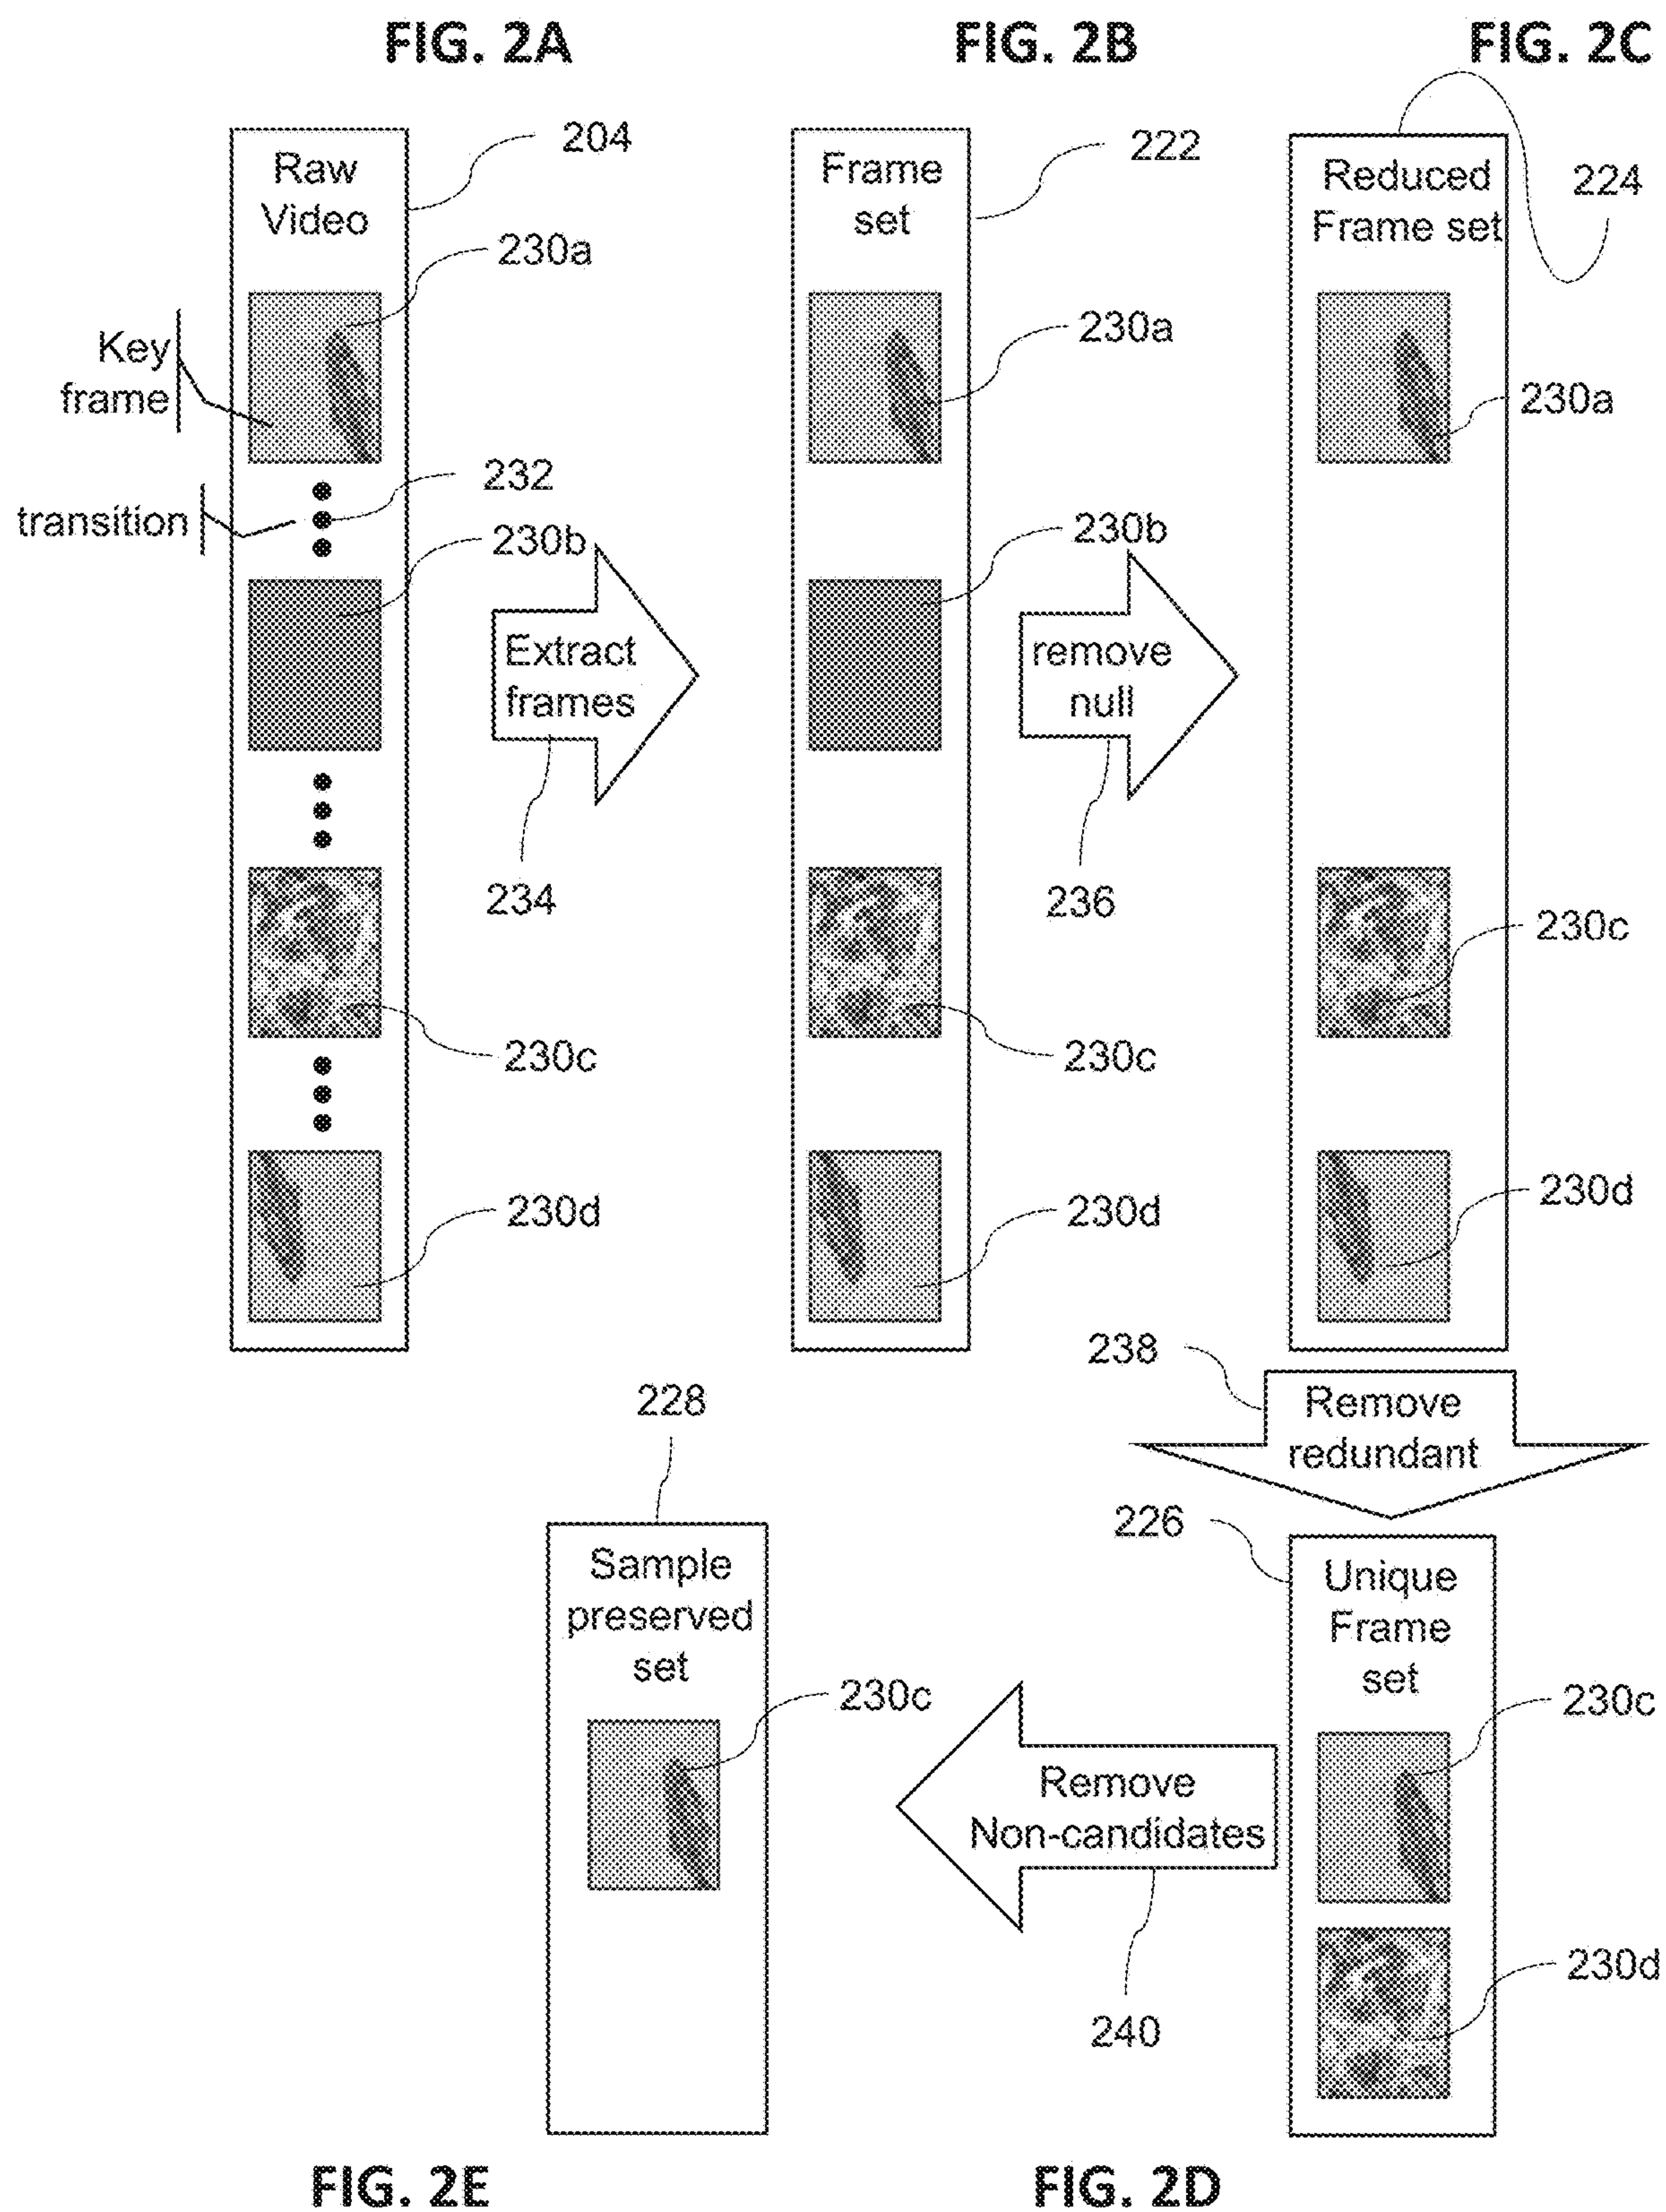 FIG. 2A
FIG. 2B
FIG. 2C
Raw
Video
204
230a
Key
frame
232
transition
230b
Extract
frames
234
230c
230d
Frame
set
222
230a
230b
remove
null
236
230c
230d
Reduced
Frame set
224
230a
230c
230d
238
Remove
redundant
226
Unique
Frame
set
230c
230d
Remove
Non-candidates
240
228
Sample
preserved
set
230c
FIG. 2E
FIG. 2D